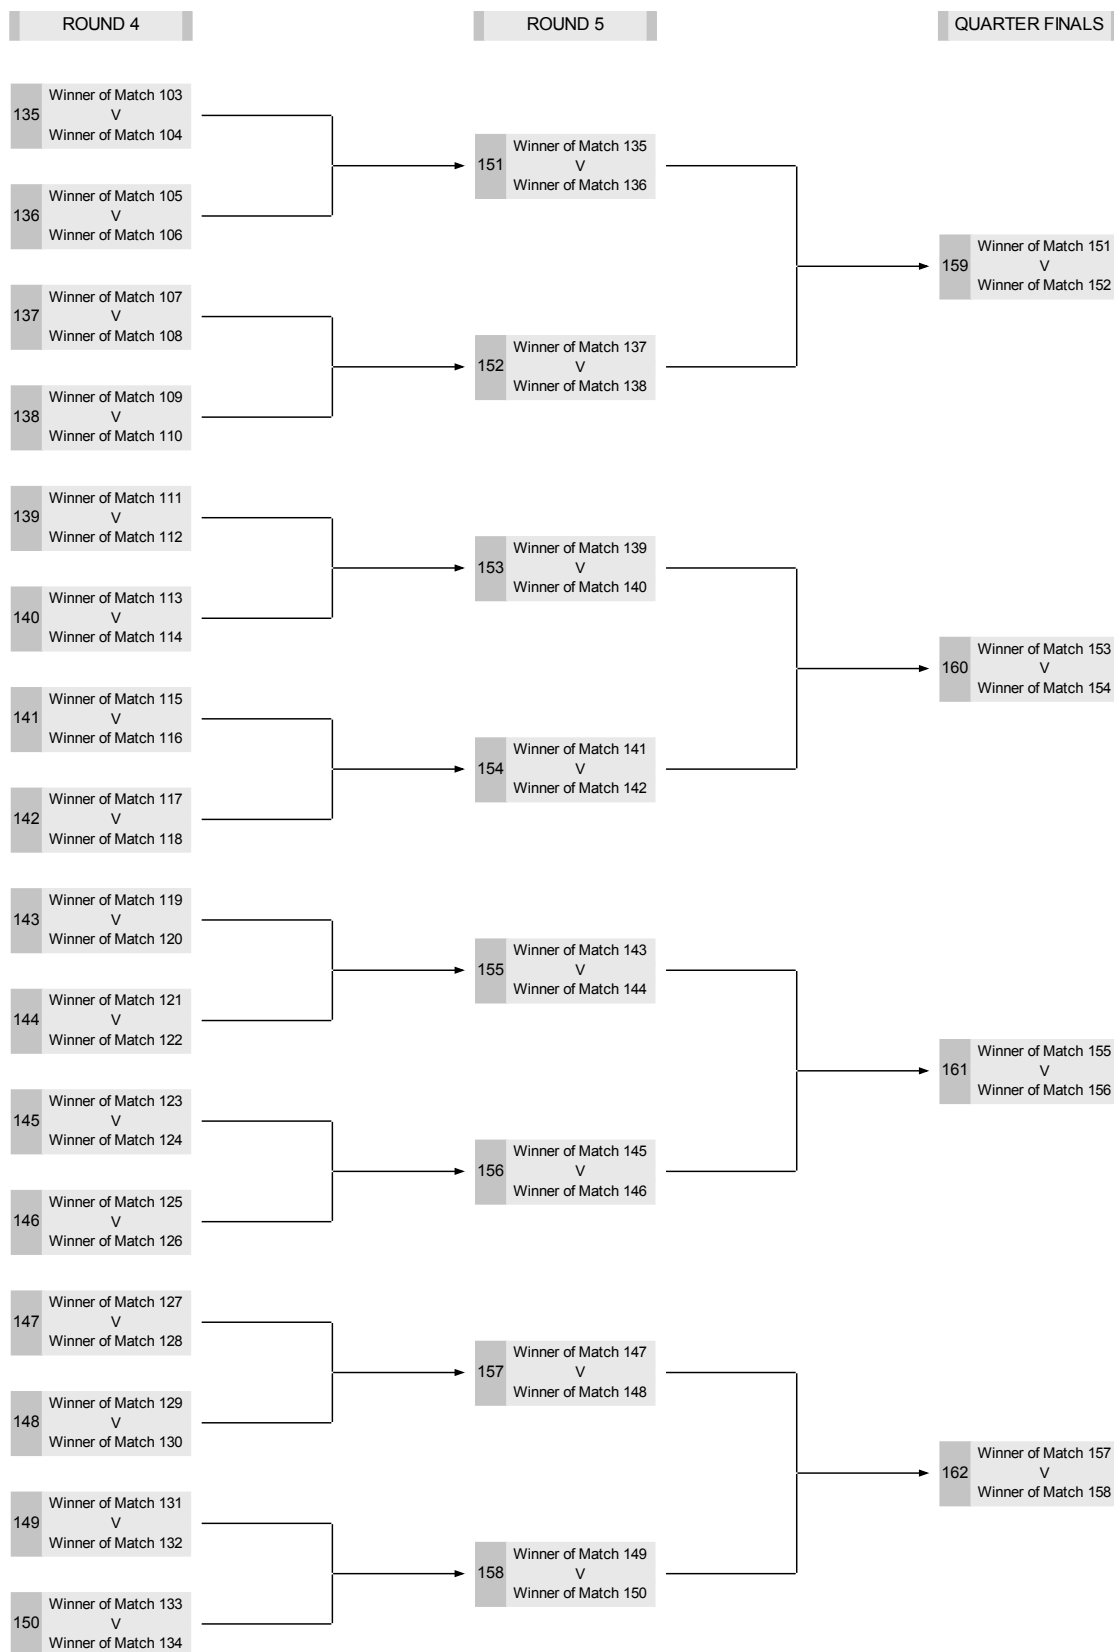 ROUND 4
ROUND 5
QUARTER FINALS
135
Winner of Match 103
V
Winner of Match 104
136
Winner of Match 105
V
Winner of Match 106
137
Winner of Match 107
V
Winner of Match 108
138
Winner of Match 109
V
Winner of Match 110
139
Winner of Match 111
V
Winner of Match 112
140
Winner of Match 113
V
Winner of Match 114
141
Winner of Match 115
V
Winner of Match 116
142
Winner of Match 117
V
Winner of Match 118
143
Winner of Match 119
V
Winner of Match 120
144
Winner of Match 121
V
Winner of Match 122
145
Winner of Match 123
V
Winner of Match 124
146
Winner of Match 125
V
Winner of Match 126
147
Winner of Match 127
V
Winner of Match 128
148
Winner of Match 129
V
Winner of Match 130
149
Winner of Match 131
V
Winner of Match 132
150
Winner of Match 133
V
Winner of Match 134
151
Winner of Match 135
V
Winner of Match 136
152
Winner of Match 137
V
Winner of Match 138
153
Winner of Match 139
V
Winner of Match 140
154
Winner of Match 141
V
Winner of Match 142
155
Winner of Match 143
V
Winner of Match 144
156
Winner of Match 145
V
Winner of Match 146
157
Winner of Match 147
V
Winner of Match 148
158
Winner of Match 149
V
Winner of Match 150
159
Winner of Match 151
V
Winner of Match 152
160
Winner of Match 153
V
Winner of Match 154
161
Winner of Match 155
V
Winner of Match 156
162
Winner of Match 157
V
Winner of Match 158